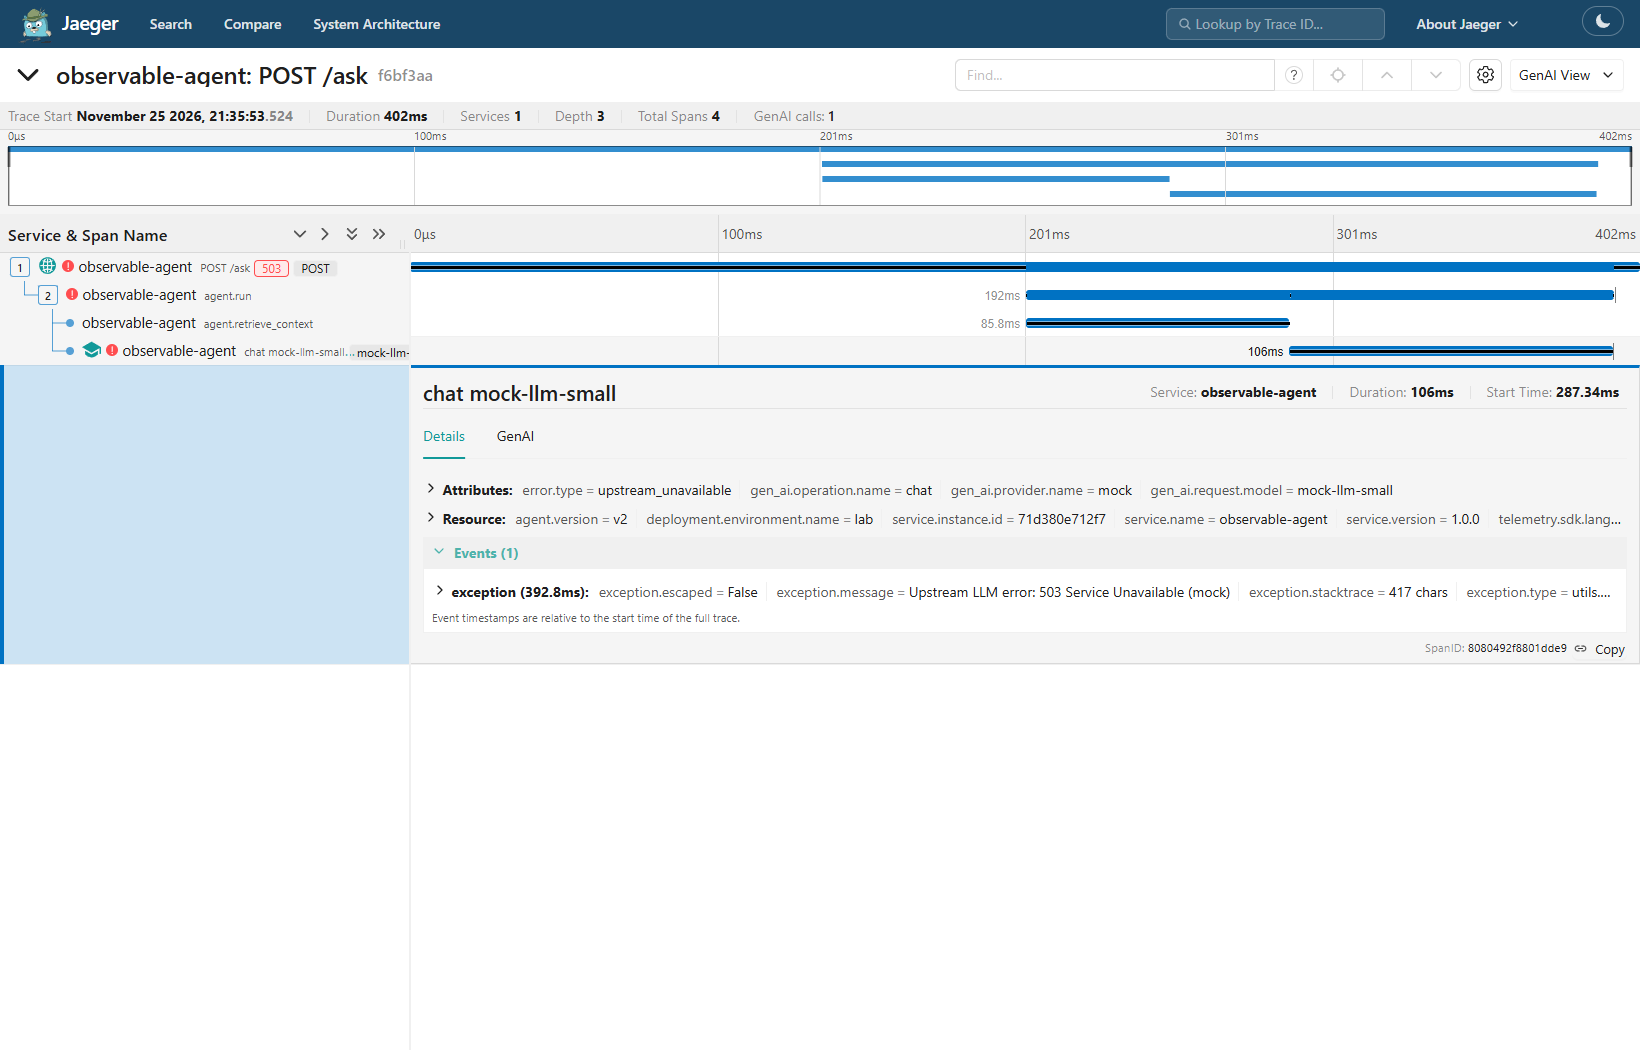 Jaeger Search Compare System Architecture Lookup by Trace ID... About Jaeger
observable-agent: POST /ask f6bf3aa Find... ? GenAI View
Trace Start November 25 2026, 21:35:53.524 Duration 402ms Services 1 Depth 3 Total Spans 4 GenAI calls: 1
0μs 100ms 201ms 301ms 402ms
Service & Span Name 0μs 100ms 201ms 301ms 402ms
1 observable-agent POST /ask 503 POST
2 observable-agent agent.run 192ms
observable-agent agent.retrieve_context 85.8ms
observable-agent chat mock-llm-small... mock-llm- 106ms
chat mock-llm-small Service: observable-agent Duration: 106ms Start Time: 287.34ms
Details GenAI
Attributes: error.type = upstream_unavailable gen_ai.operation.name = chat gen_ai.provider.name = mock gen_ai.request.model = mock-llm-small
Resource: agent.version = v2 deployment.environment.name = lab service.instance.id = 71d380e712f7 service.name = observable-agent service.version = 1.0.0 telemetry.sdk.lang...
Events (1)
exception (392.8ms): exception.escaped = False exception.message = Upstream LLM error: 503 Service Unavailable (mock) exception.stacktrace = 417 chars exception.type = utils....
Event timestamps are relative to the start time of the full trace.
SpanID: 8080492f8801dde9 Copy